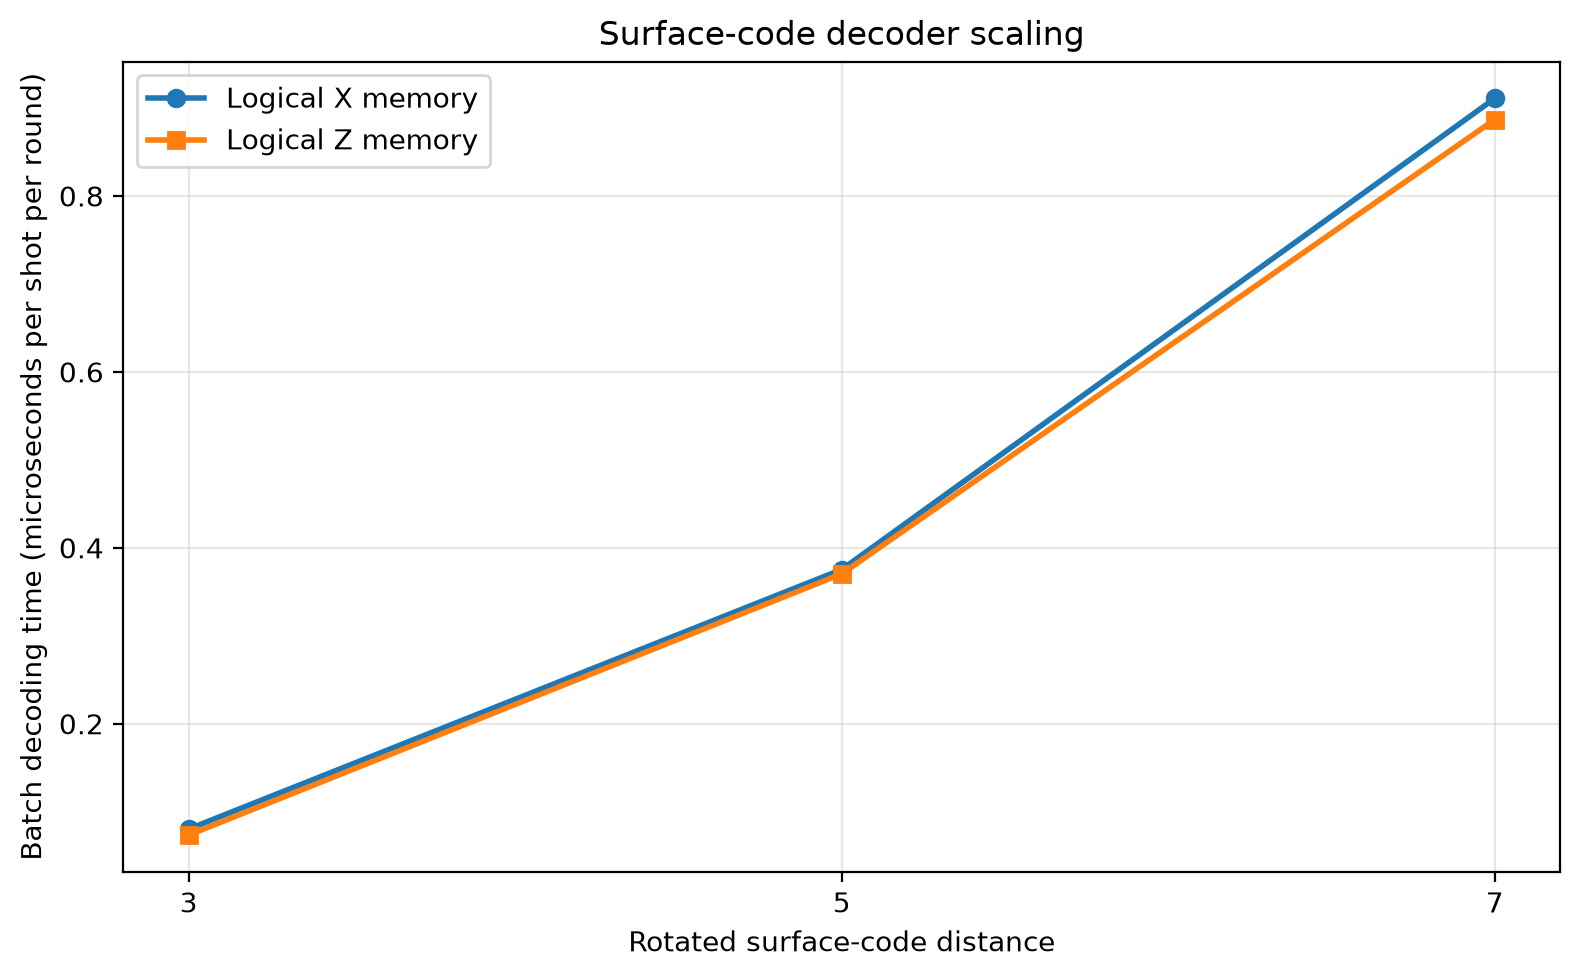 Surface-code decoder scaling
Logical X memory
Logical Z memory
Batch decoding time (microseconds per shot per round)
0.8
0.6
0.4
0.2
3 5 7
Rotated surface-code distance